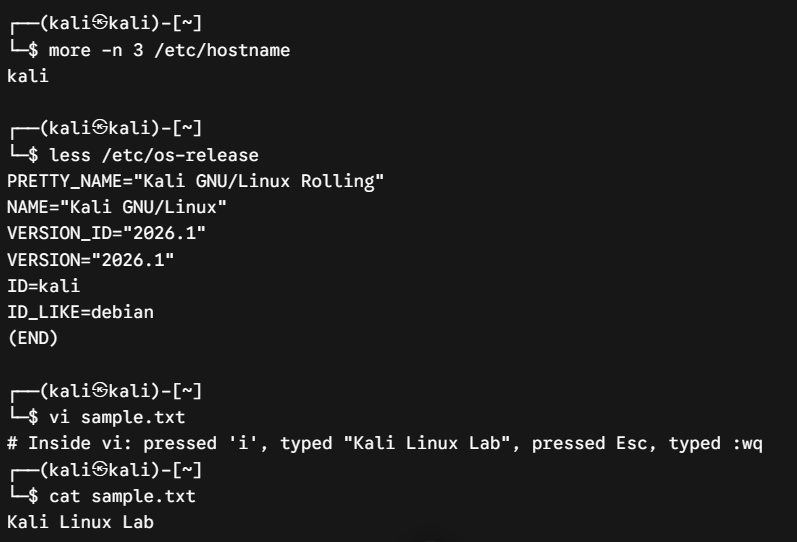 ┌──(kali㉿kali)-[~]
└─$ more -n 3 /etc/hostname
kali
┌──(kali㉿kali)-[~]
└─$ less /etc/os-release
PRETTY_NAME="Kali GNU/Linux Rolling"
NAME="Kali GNU/Linux"
VERSION_ID="2026.1"
VERSION="2026.1"
ID=kali
ID_LIKE=debian
(END)
┌──(kali㉿kali)-[~]
└─$ vi sample.txt
# Inside vi: pressed 'i', typed "Kali Linux Lab", pressed Esc, typed :wq
┌──(kali㉿kali)-[~]
└─$ cat sample.txt
Kali Linux Lab